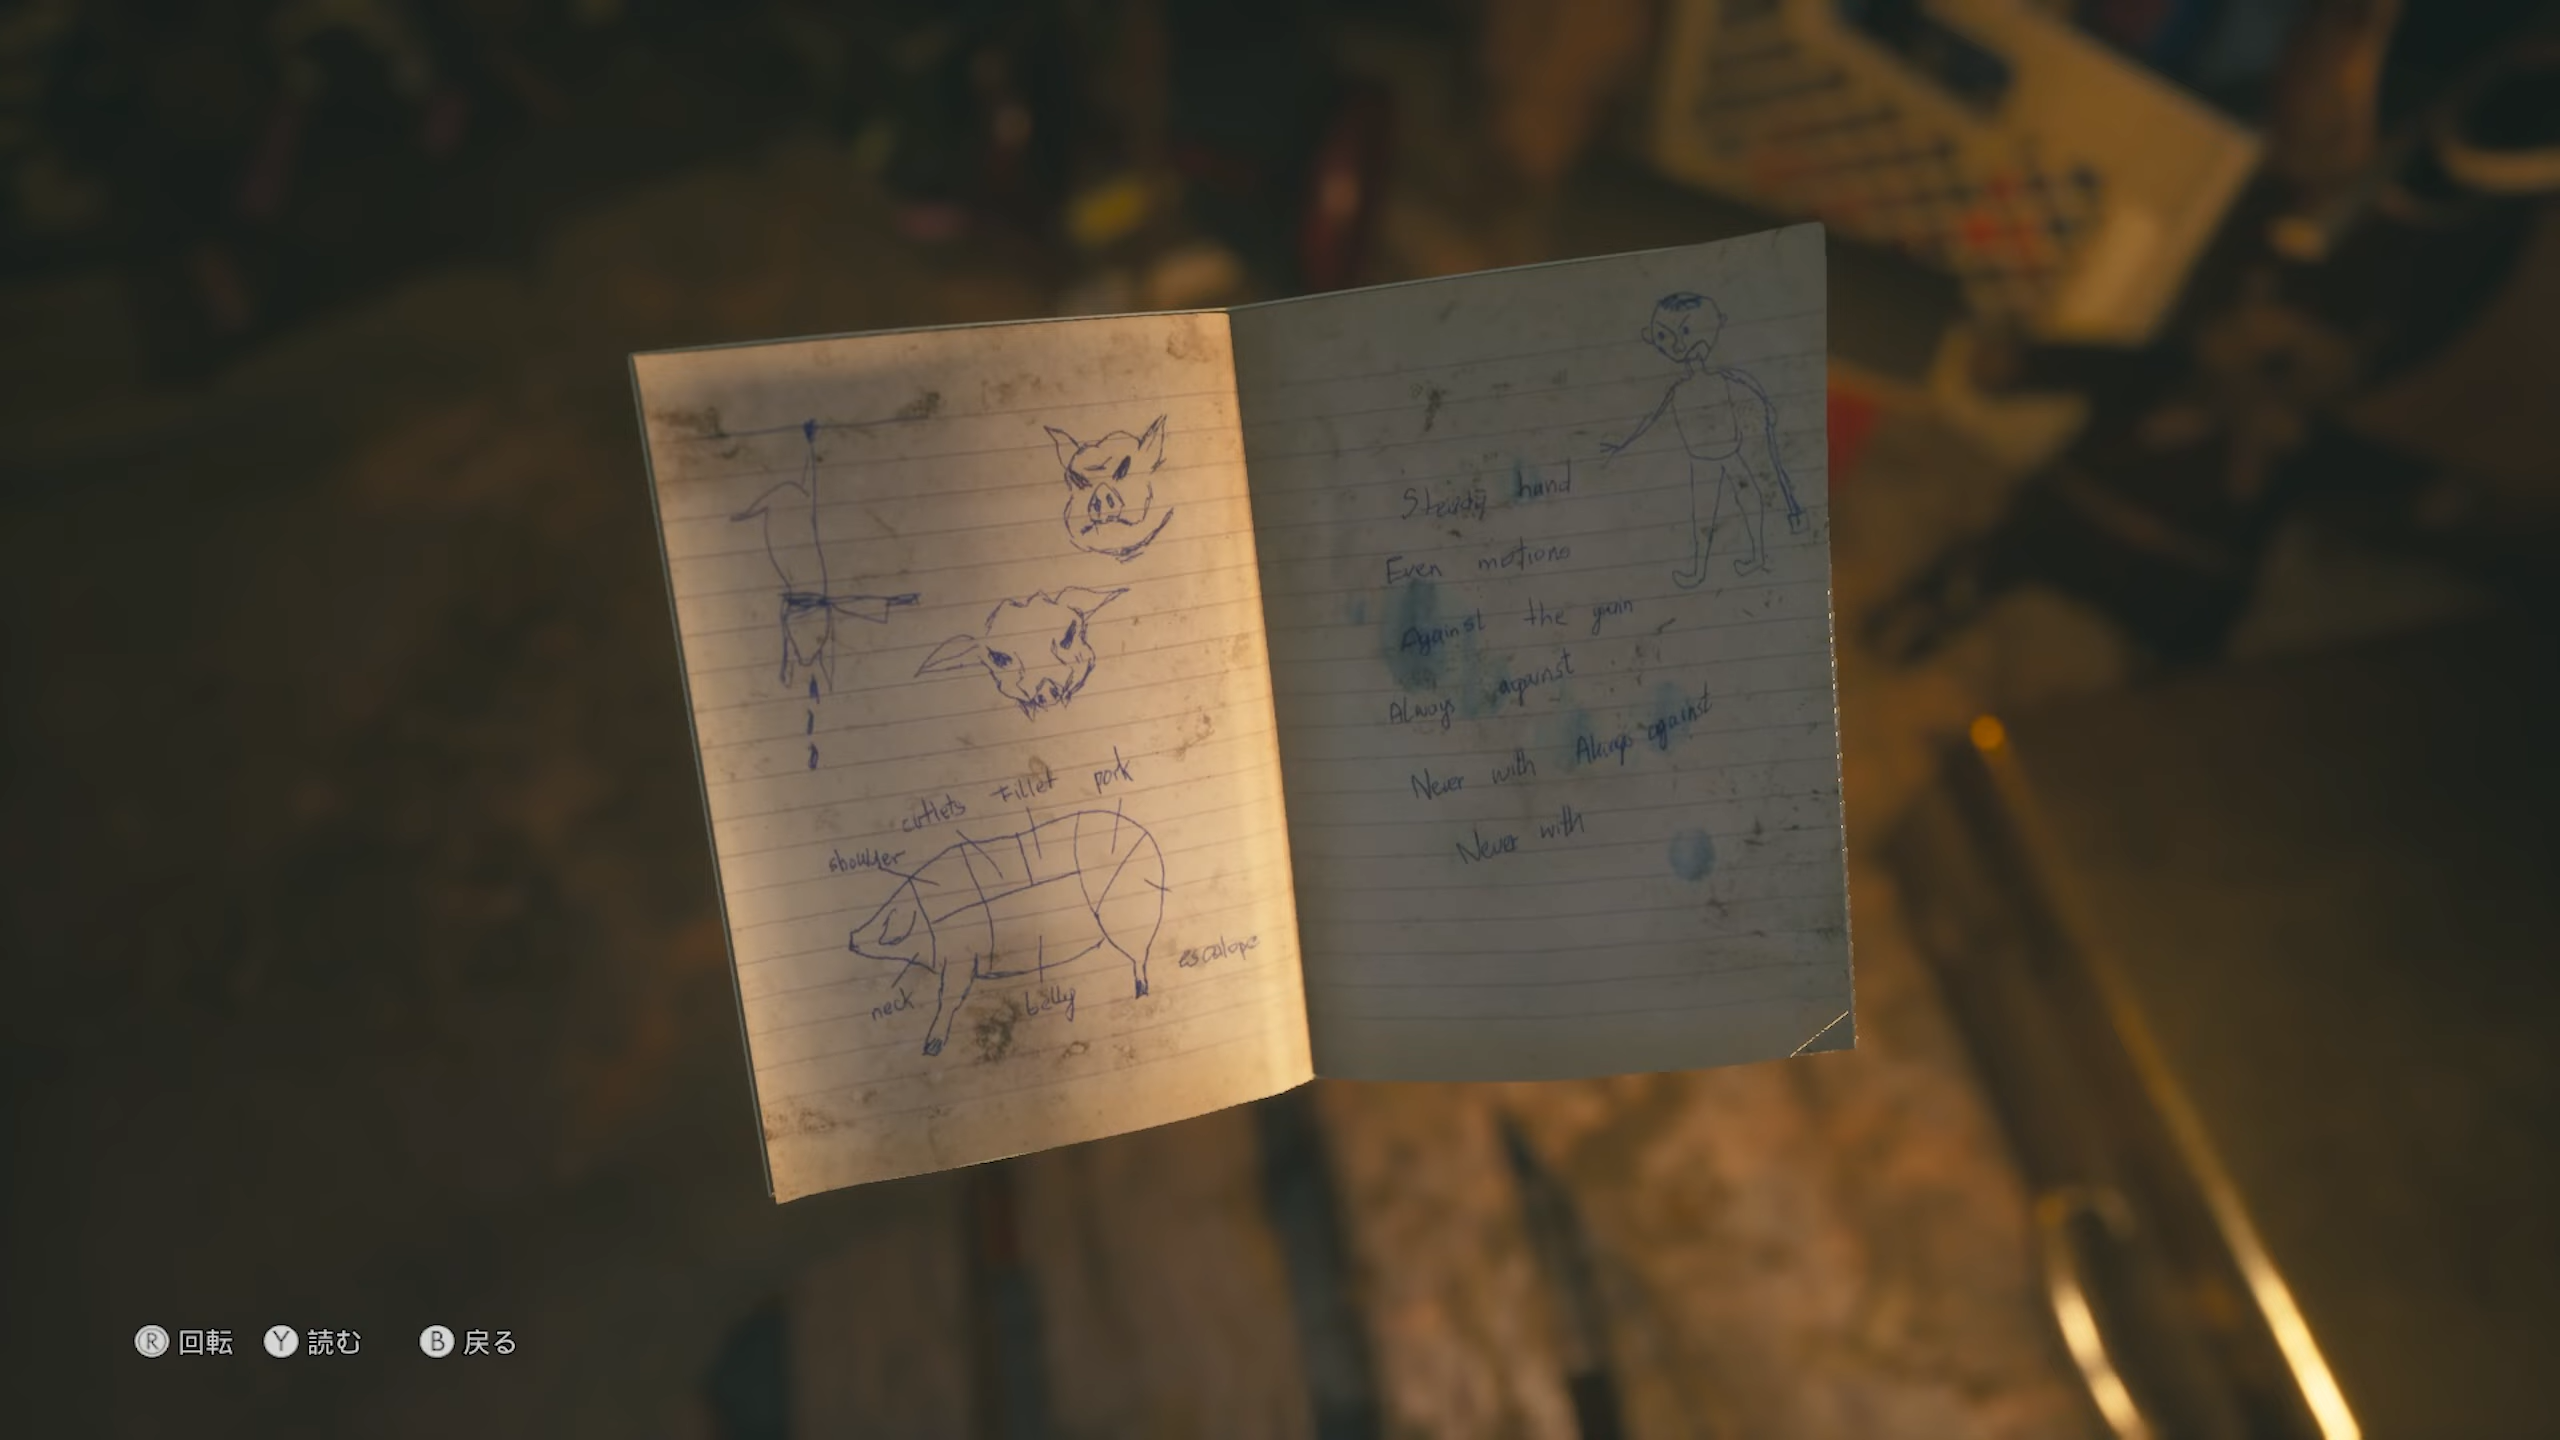 cutlets Fillet pork
shoulder
escalope
neck belly
Steady hand
Even motions
Against the grain
Always against
Never with Always against
Never with
R 回転 Y 読む B 戻る